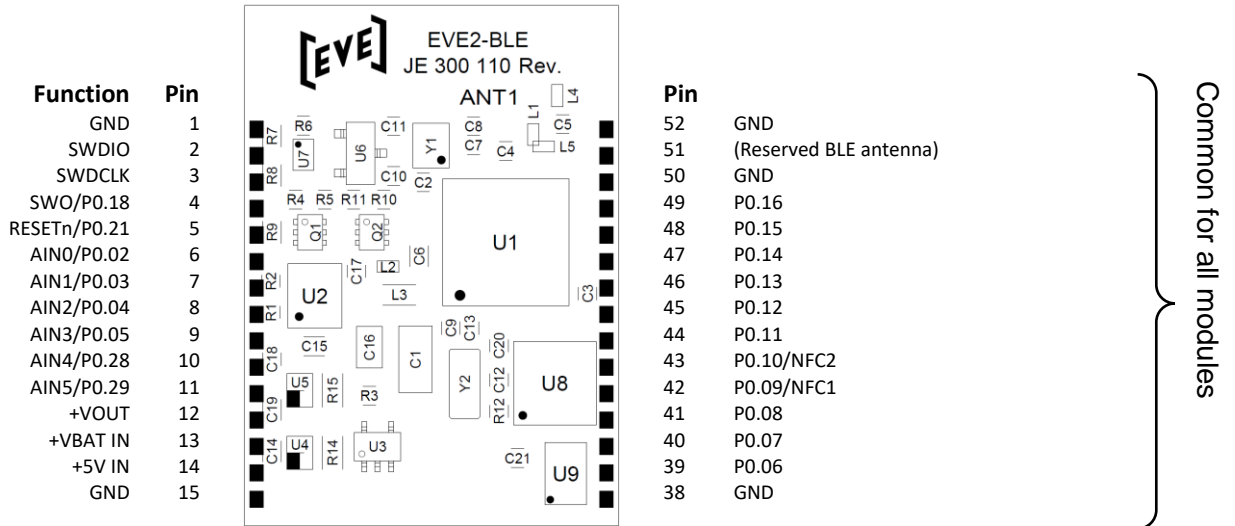 [EVE]
EVE2-BLE
JE 300 110 Rev.
ANT1
Function Pin
GND 1
SWDIO 2
SWDCLK 3
SWO/P0.18 4
RESETn/P0.21 5
AIN0/P0.02 6
AIN1/P0.03 7
AIN2/P0.04 8
AIN3/P0.05 9
AIN4/P0.28 10
AIN5/P0.29 11
+VOUT 12
+VBAT IN 13
+5V IN 14
GND 15
L4
L1
R7 R6 C11 C8 C5
U7 U6 Y1 C7 C4 L5
R8 C10 C2
R4 R5 R11 R10
R9 Q1 Q2 U1
C6
R2 C17 L2
U2 L3 C3
R1
C9 C13
C18 C15 C16 C1 C20
U5 R15 R3 Y2 C12 U8
C19 R12
C14 U4 R14 U3 C21 U9
Pin
52 GND
51 (Reserved BLE antenna)
50 GND
49 P0.16
48 P0.15
47 P0.14
46 P0.13
45 P0.12
44 P0.11
43 P0.10/NFC2
42 P0.09/NFC1
41 P0.08
40 P0.07
39 P0.06
38 GND
Common for all modules